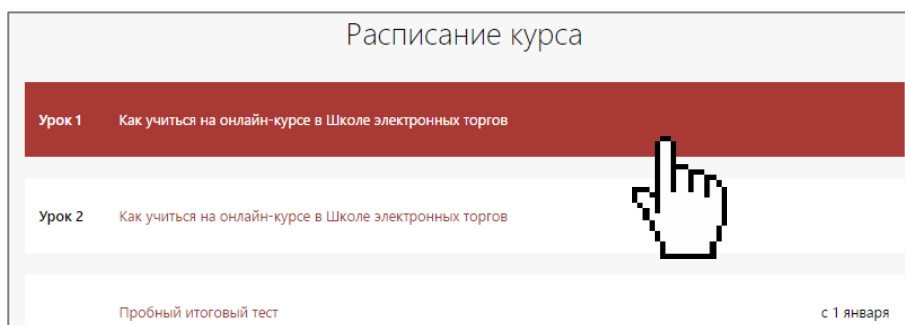 Расписание курса
Урок 1 Как учиться на онлайн-курсе в Школе электронных торгов
Урок 2 Как учиться на онлайн-курсе в Школе электронных торгов
Пробный итоговый тест с 1 января